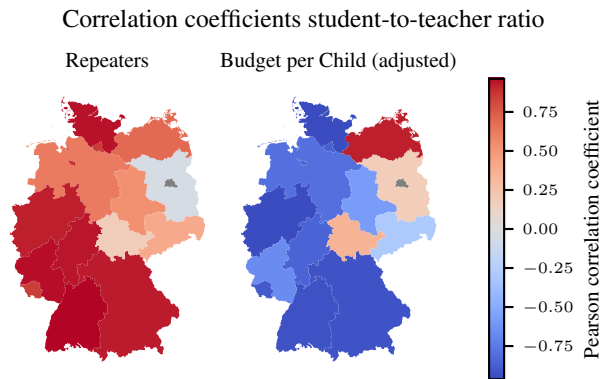 Correlation coefficients student-to-teacher ratio
Repeaters
Budget per Child (adjusted)
0.75
0.50
0.25
0.00
−0.25
−0.50
−0.75
Pearson correlation coefficient